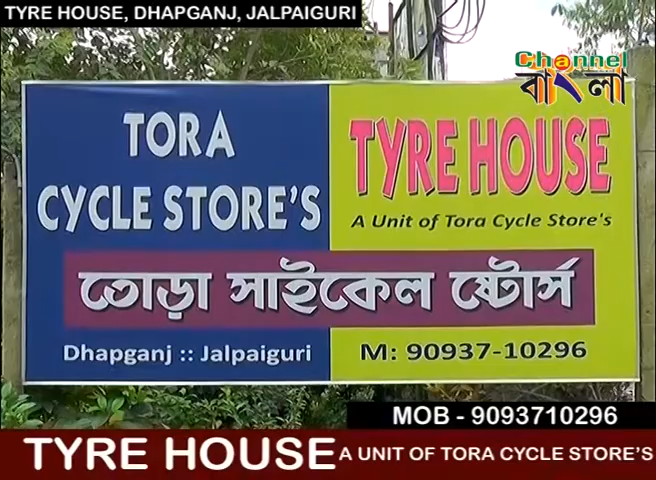 TYRE HOUSE, DHAPGANJ, JALPAIGURI
Channel
বাংলা
TORA
CYCLE STORE'S
TYRE HOUSE
A Unit of Tora Cycle Store's
তোড়া সাইকেল ষ্টোর্স
Dhapganj :: Jalpaiguri
M: 90937-10296
MOB - 9093710296
TYRE HOUSE A UNIT OF TORA CYCLE STORE'S